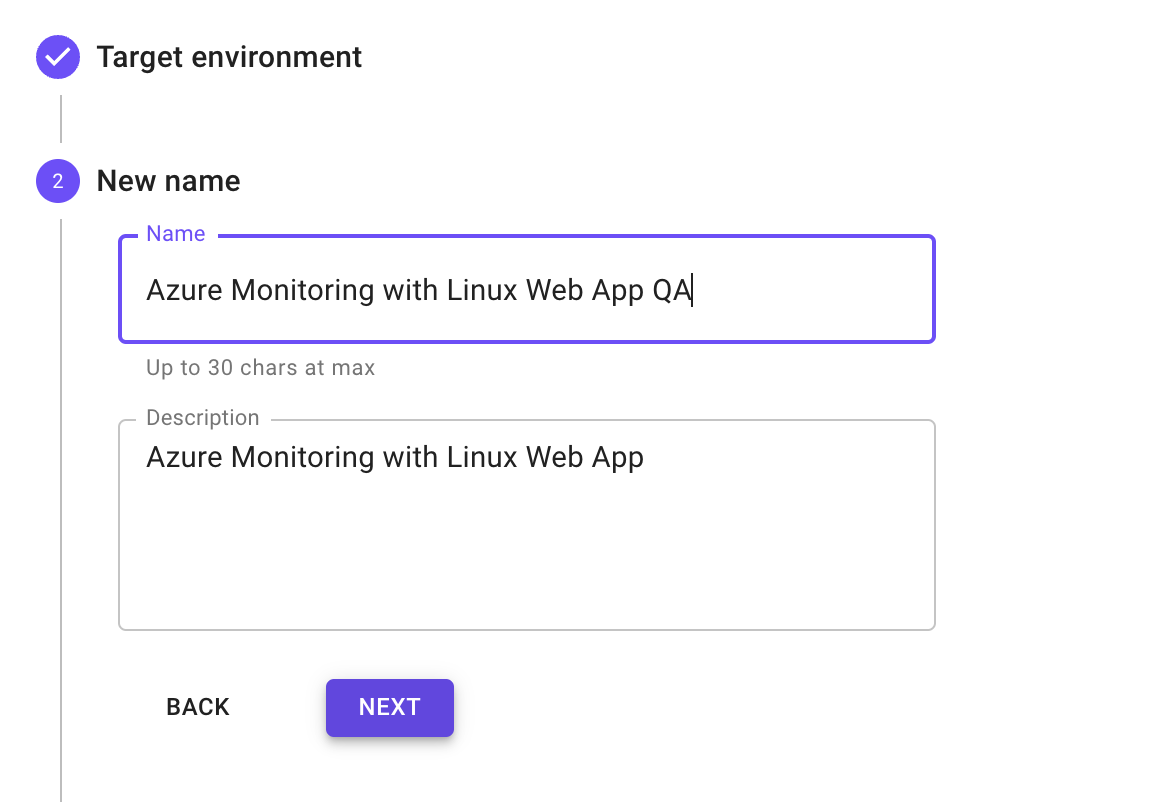 Target environment
2 New name
Name
Azure Monitoring with Linux Web App QA
Up to 30 chars at max
Description
Azure Monitoring with Linux Web App
BACK NEXT